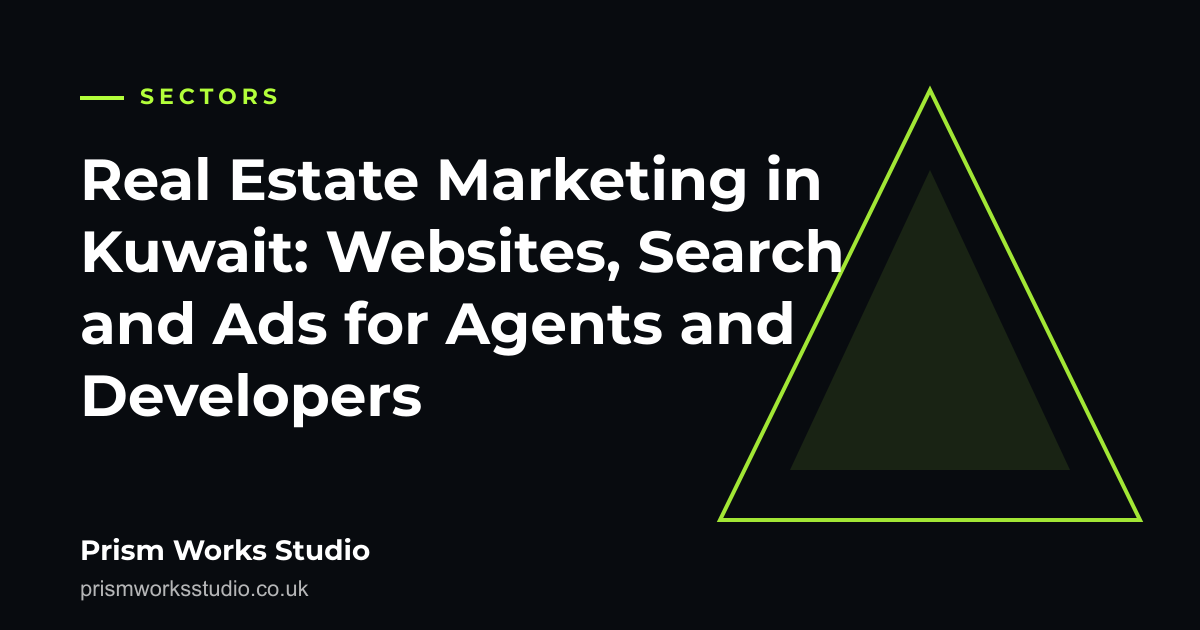 SECTORS
Real Estate Marketing in
Kuwait: Websites, Search
and Ads for Agents and
Developers
Prism Works Studio
prismworksstudio.co.uk